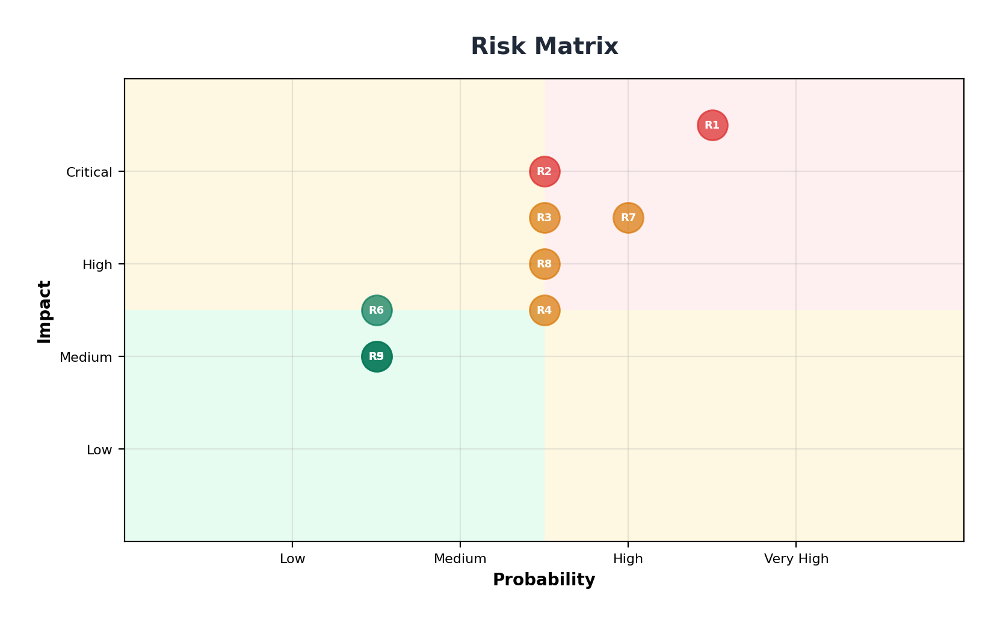 Risk Matrix
R1
Critical
R2
R3
R7
High
R8
Impact
R6
R4
Medium
Low
Low
Medium
High
Very High
Probability